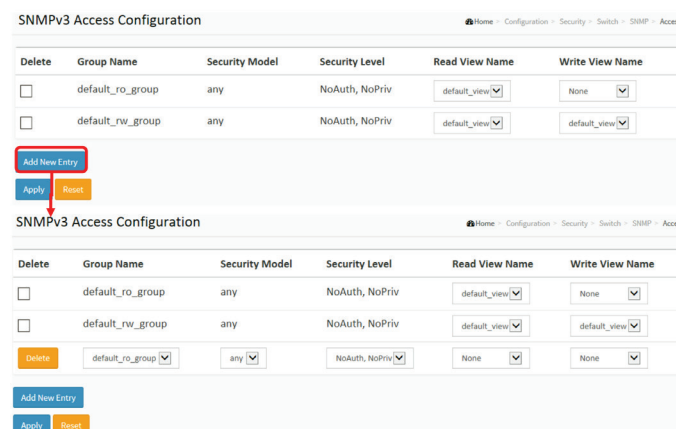 SNMPv3 Access Configuration Home > Configuration > Security > Switch > SNMP > Acce
Delete Group Name Security Model Security Level Read View Name Write View Name
default_ro_group any NoAuth, NoPriv default_view None
default_rw_group any NoAuth, NoPriv default_view default_view
Add New Entry
Apply Reset
SNMPv3 Access Configuration Home > Configuration > Security > Switch > SNMP > Acce
Delete Group Name Security Model Security Level Read View Name Write View Name
default_ro_group any NoAuth, NoPriv default_view None
default_rw_group any NoAuth, NoPriv default_view default_view
Delete default_ro_group any NoAuth, NoPriv None None
Add New Entry
Apply Reset